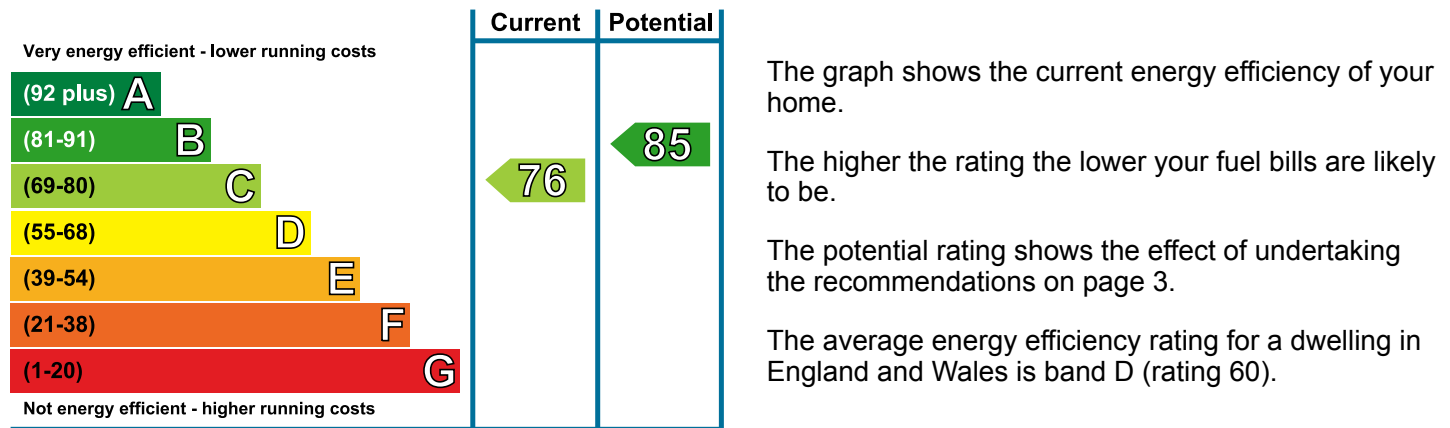 Current Potential
Very energy efficient - lower running costs
(92 plus) A
(81-91) B
(69-80) C
(55-68) D
(39-54) E
(21-38) F
(1-20) G
Not energy efficient - higher running costs
76
85
The graph shows the current energy efficiency of your
home.
The higher the rating the lower your fuel bills are likely
to be.
The potential rating shows the effect of undertaking
the recommendations on page 3.
The average energy efficiency rating for a dwelling in
England and Wales is band D (rating 60).